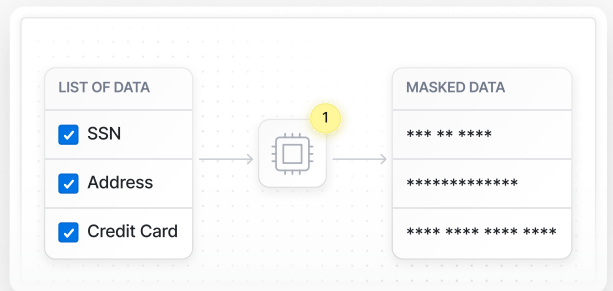 LIST OF DATA
SSN
Address
Credit Card
1
MASKED DATA
*** ** ****
*************
**** **** **** ****